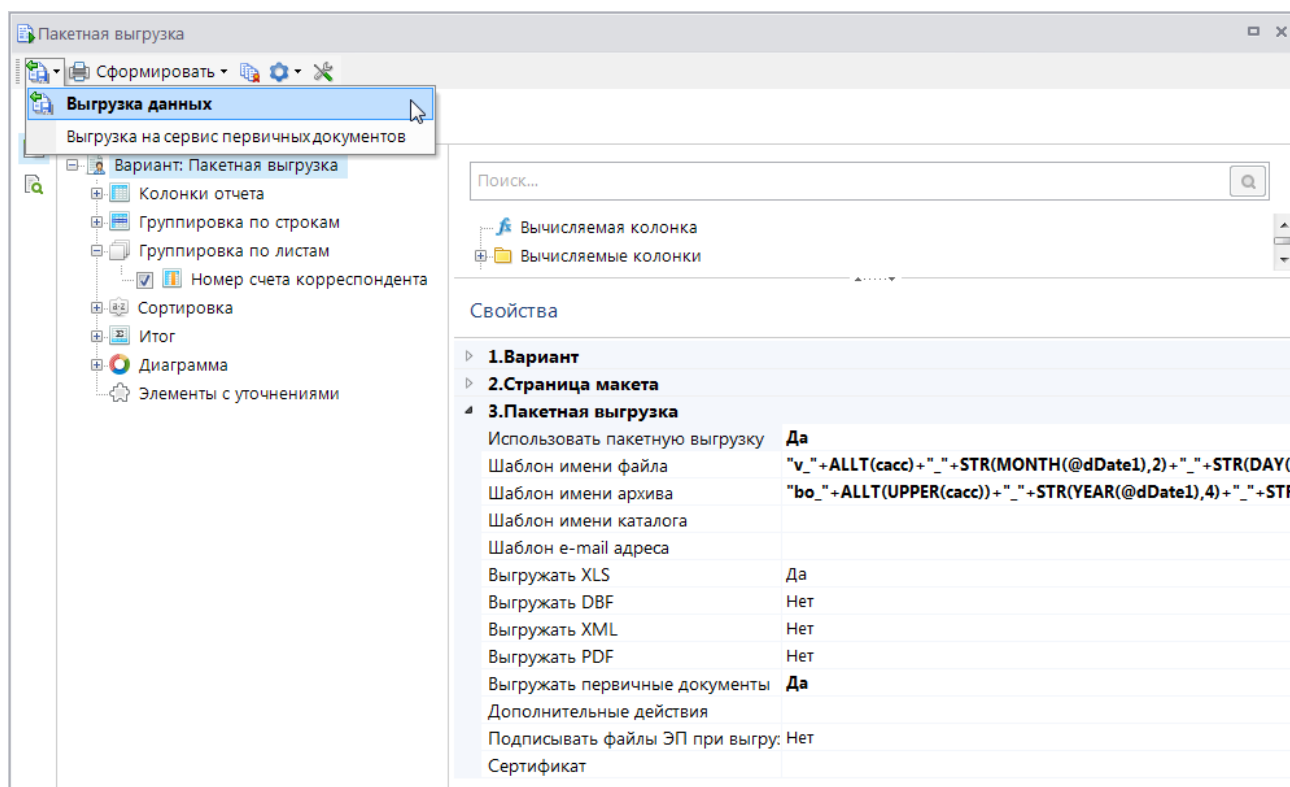 Пакетная выгрузка
Сформировать
Выгрузка данных
Выгрузка на сервис первичных документов
Вариант: Пакетная выгрузка
Колонки отчета
Группировка по строкам
Группировка по листам
Номер счета корреспондента
Сортировка
Итог
Диаграмма
Элементы с уточнениями
Поиск...
Вычисляемая колонка
Вычисляемые колонки
Свойства
1.Вариант
2.Страница макета
3.Пакетная выгрузка
Использовать пакетную выгрузку Да
Шаблон имени файла "v_"+ALLT(cacc)+"_"+STR(MONTH(@dDate1),2)+"_"+STR(DAY(
Шаблон имени архива "bo_"+ALLT(UPPER(cacc))+"_"+STR(YEAR(@dDate1),4)+"_"+STR
Шаблон имени каталога
Шаблон e-mail адреса
Выгружать XLS Да
Выгружать DBF Нет
Выгружать XML Нет
Выгружать PDF Нет
Выгружать первичные документы Да
Дополнительные действия
Подписывать файлы ЭП при выгру: Нет
Сертификат